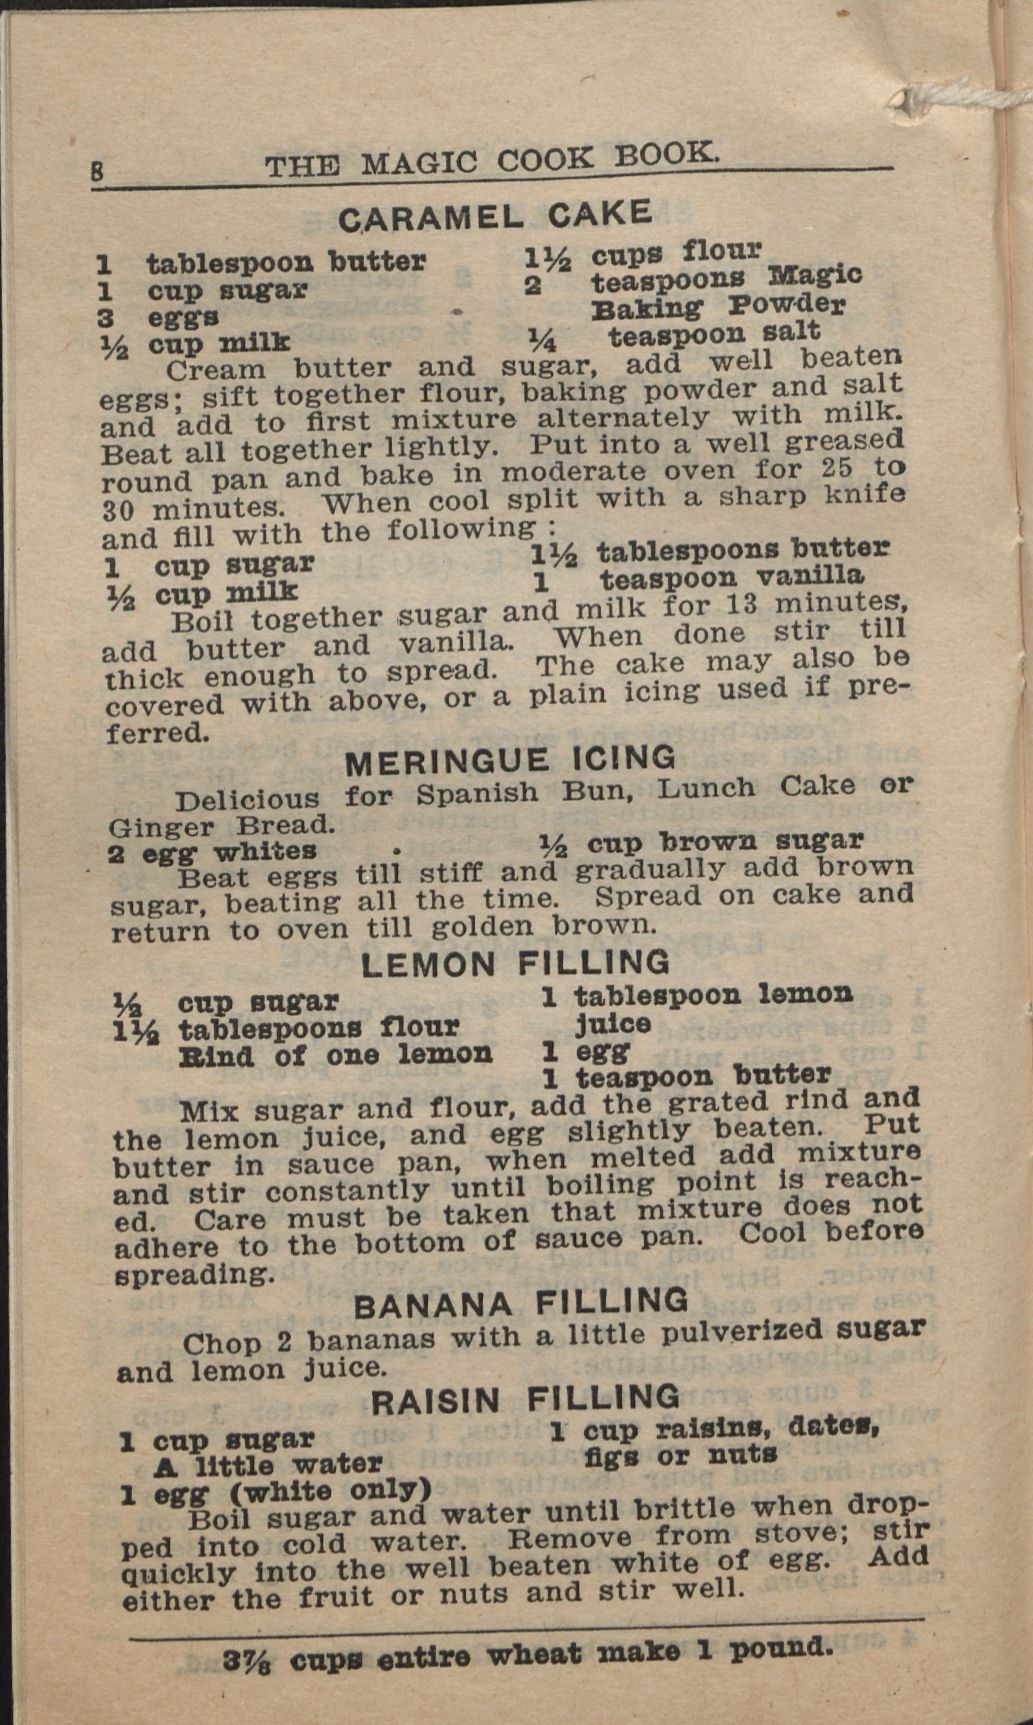 8 THE MAGIC COOK BOOK.
CARAMEL CAKE
1 tablespoon butter
1 cup sugar
3 eggs
½ cup milk
1½ cups flour
2 teaspoons Magic
Baking Powder
¼ teaspoon salt
Cream butter and sugar, add well beaten
eggs; sift together flour, baking powder and salt
and add to first mixture alternately with milk.
Beat all together lightly. Put into a well greased
round pan and bake in moderate oven for 25 to
30 minutes. When cool split with a sharp knife
and fill with the following :
1 cup sugar
½ cup milk
1½ tablespoons butter
1 teaspoon vanilla
Boil together sugar and milk for 13 minutes,
add butter and vanilla. When done stir till
thick enough to spread. The cake may also be
covered with above, or a plain icing used if pre-
ferred.
MERINGUE ICING
Delicious for Spanish Bun, Lunch Cake or
Ginger Bread.
2 egg whites
½ cup brown sugar
Beat eggs till stiff and gradually add brown
sugar, beating all the time. Spread on cake and
return to oven till golden brown.
LEMON FILLING
½ cup sugar
1½ tablespoons flour
Rind of one lemon
1 tablespoon lemon
juice
1 egg
1 teaspoon butter
Mix sugar and flour, add the grated rind and
the lemon juice, and egg slightly beaten. Put
butter in sauce pan, when melted add mixture
and stir constantly until boiling point is reach-
ed. Care must be taken that mixture does not
adhere to the bottom of sauce pan. Cool before
spreading.
BANANA FILLING
Chop 2 bananas with a little pulverized sugar
and lemon juice.
RAISIN FILLING
1 cup sugar
A little water
1 egg (white only)
1 cup raisins, dates,
figs or nuts
Boil sugar and water until brittle when drop-
ped into cold water. Remove from stove; stir
quickly into the well beaten white of egg. Add
either the fruit or nuts and stir well.
3⅞ cups entire wheat make 1 pound.